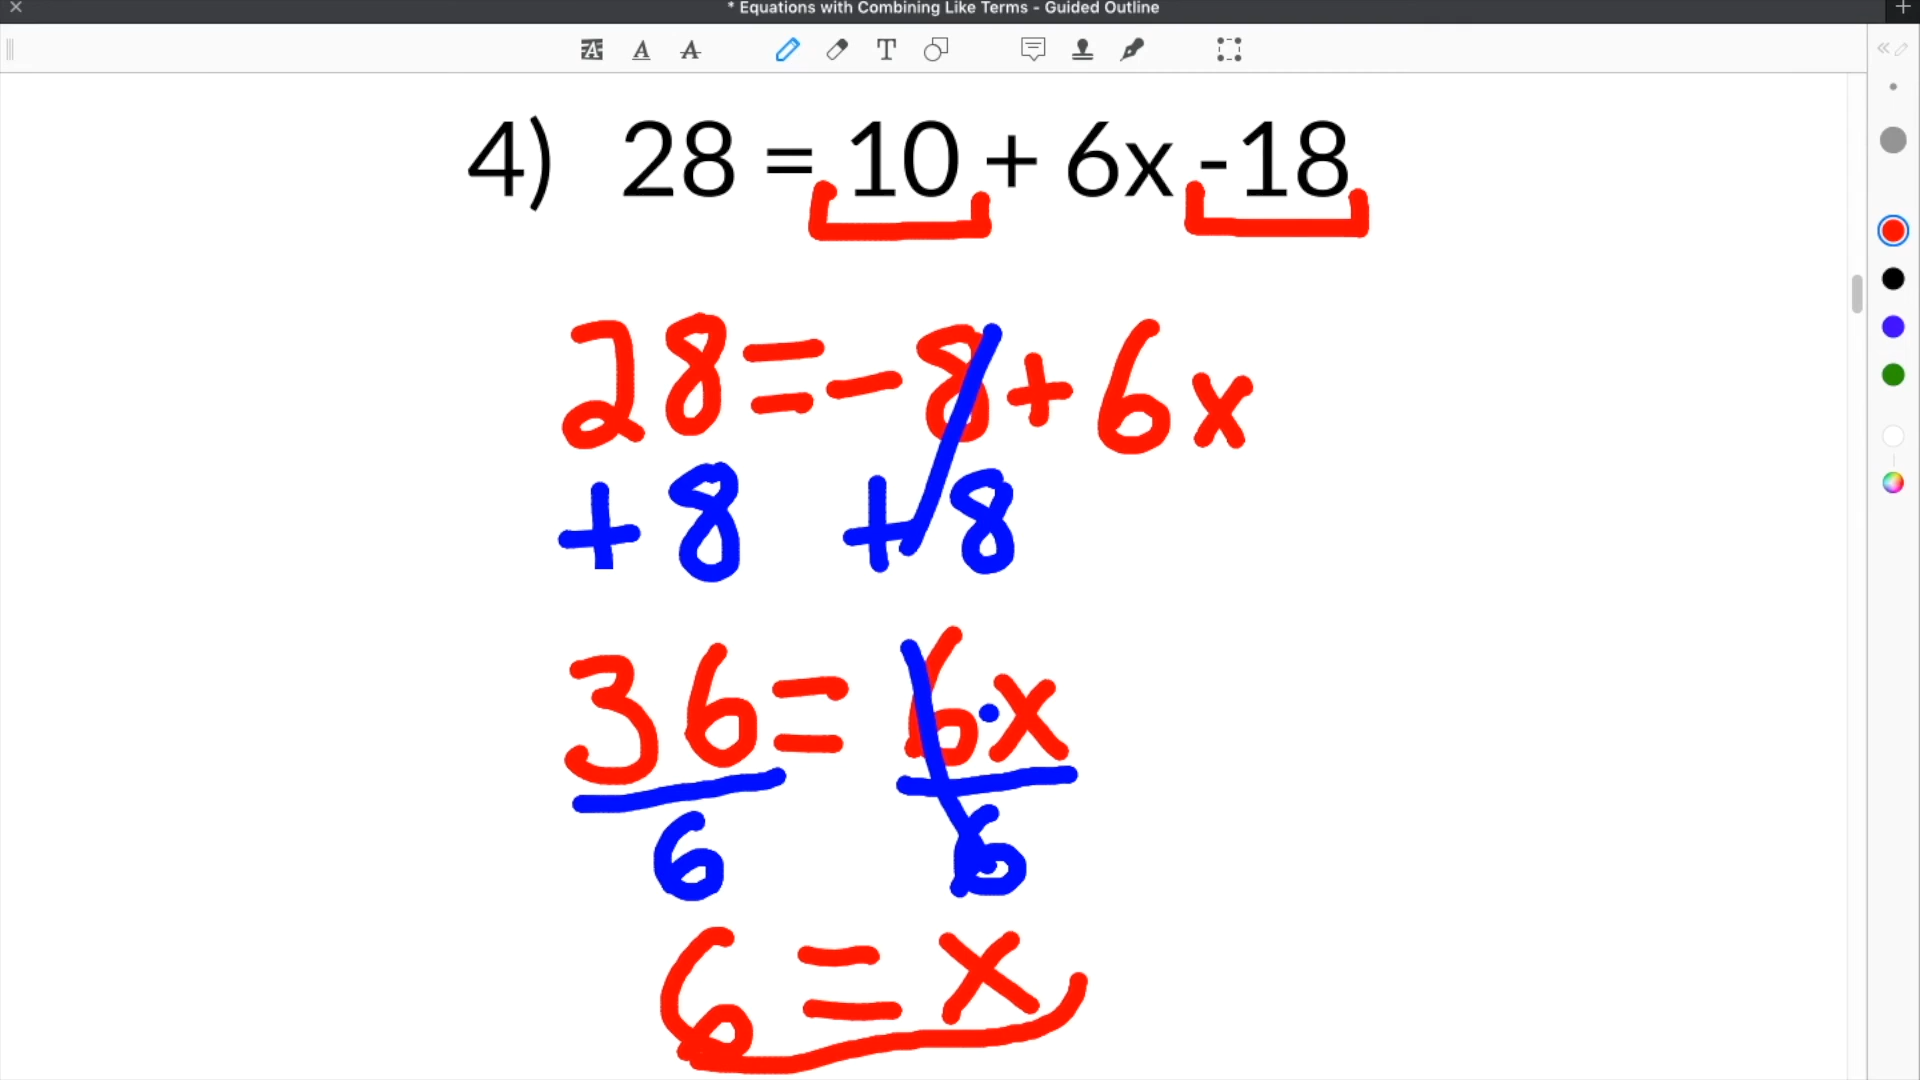 * Equations with Combining Like Terms - Guided Outline
4) 28 = 10 + 6x -18
28 = -8 + 6x
+8 +8
36 = 6·x
6 6
6 = x